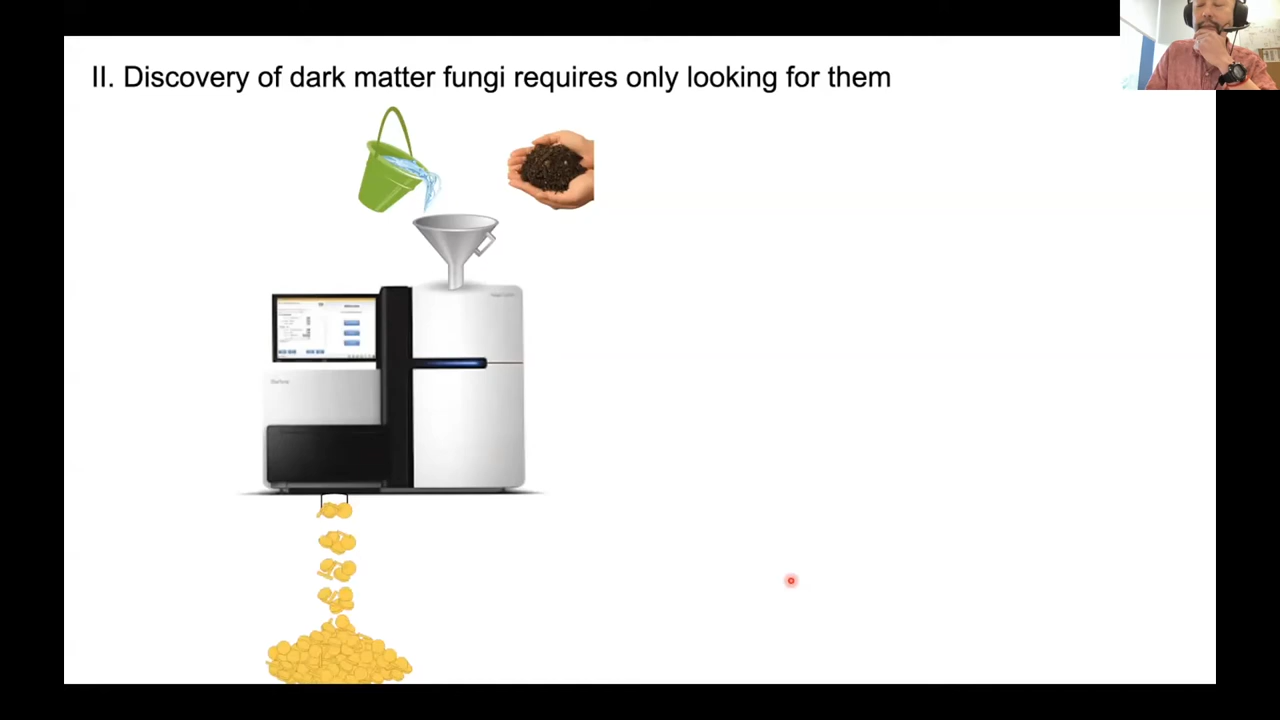 II. Discovery of dark matter fungi requires only looking for them